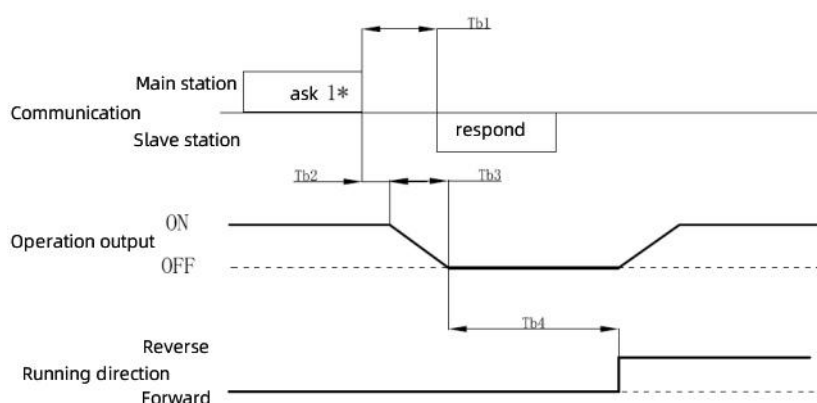 Tb1
Main station
ask 1*
Communication
respond
Slave station
Tb2
Tb3
ON
Operation output
OFF
Tb4
Reverse
Running direction
Forward